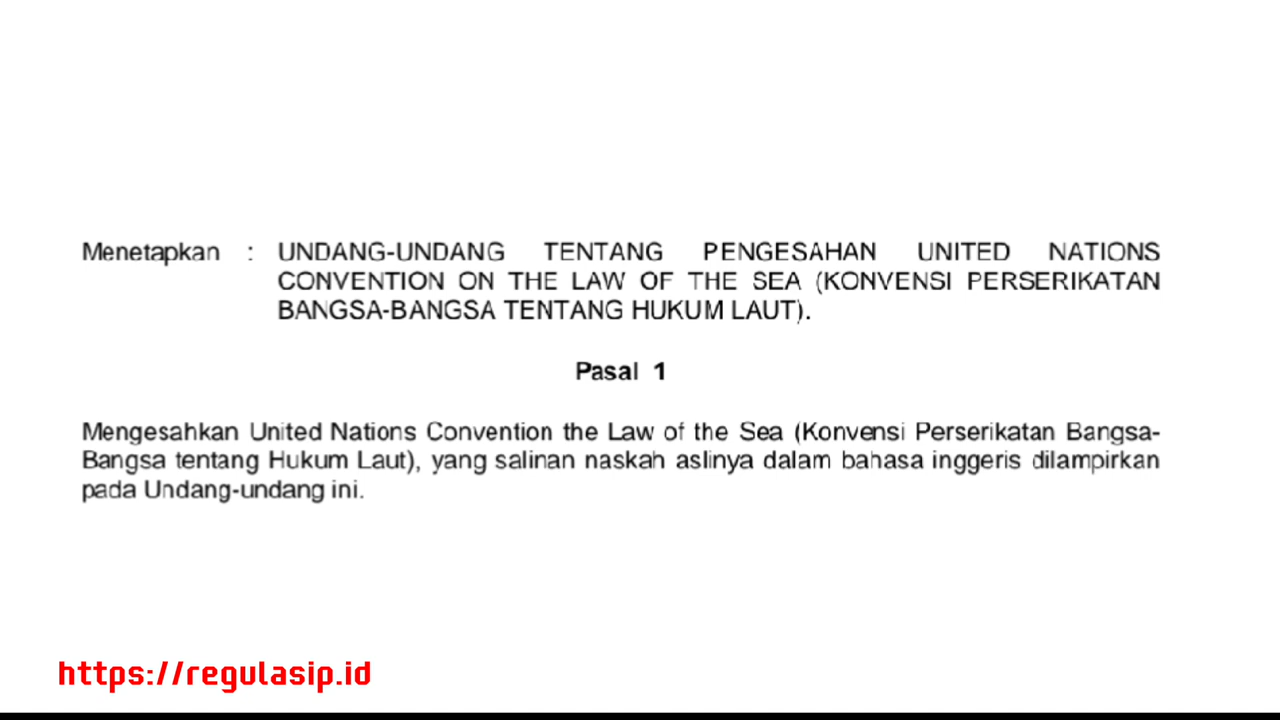 Menetapkan : UNDANG-UNDANG TENTANG PENGESAHAN UNITED NATIONS
CONVENTION ON THE LAW OF THE SEA (KONVENSI PERSERIKATAN
BANGSA-BANGSA TENTANG HUKUM LAUT).
Pasal 1
Mengesahkan United Nations Convention the Law of the Sea (Konvensi Perserikatan Bangsa-
Bangsa tentang Hukum Laut), yang salinan naskah aslinya dalam bahasa inggeris dilampirkan
pada Undang-undang ini.
https://regulasip.id